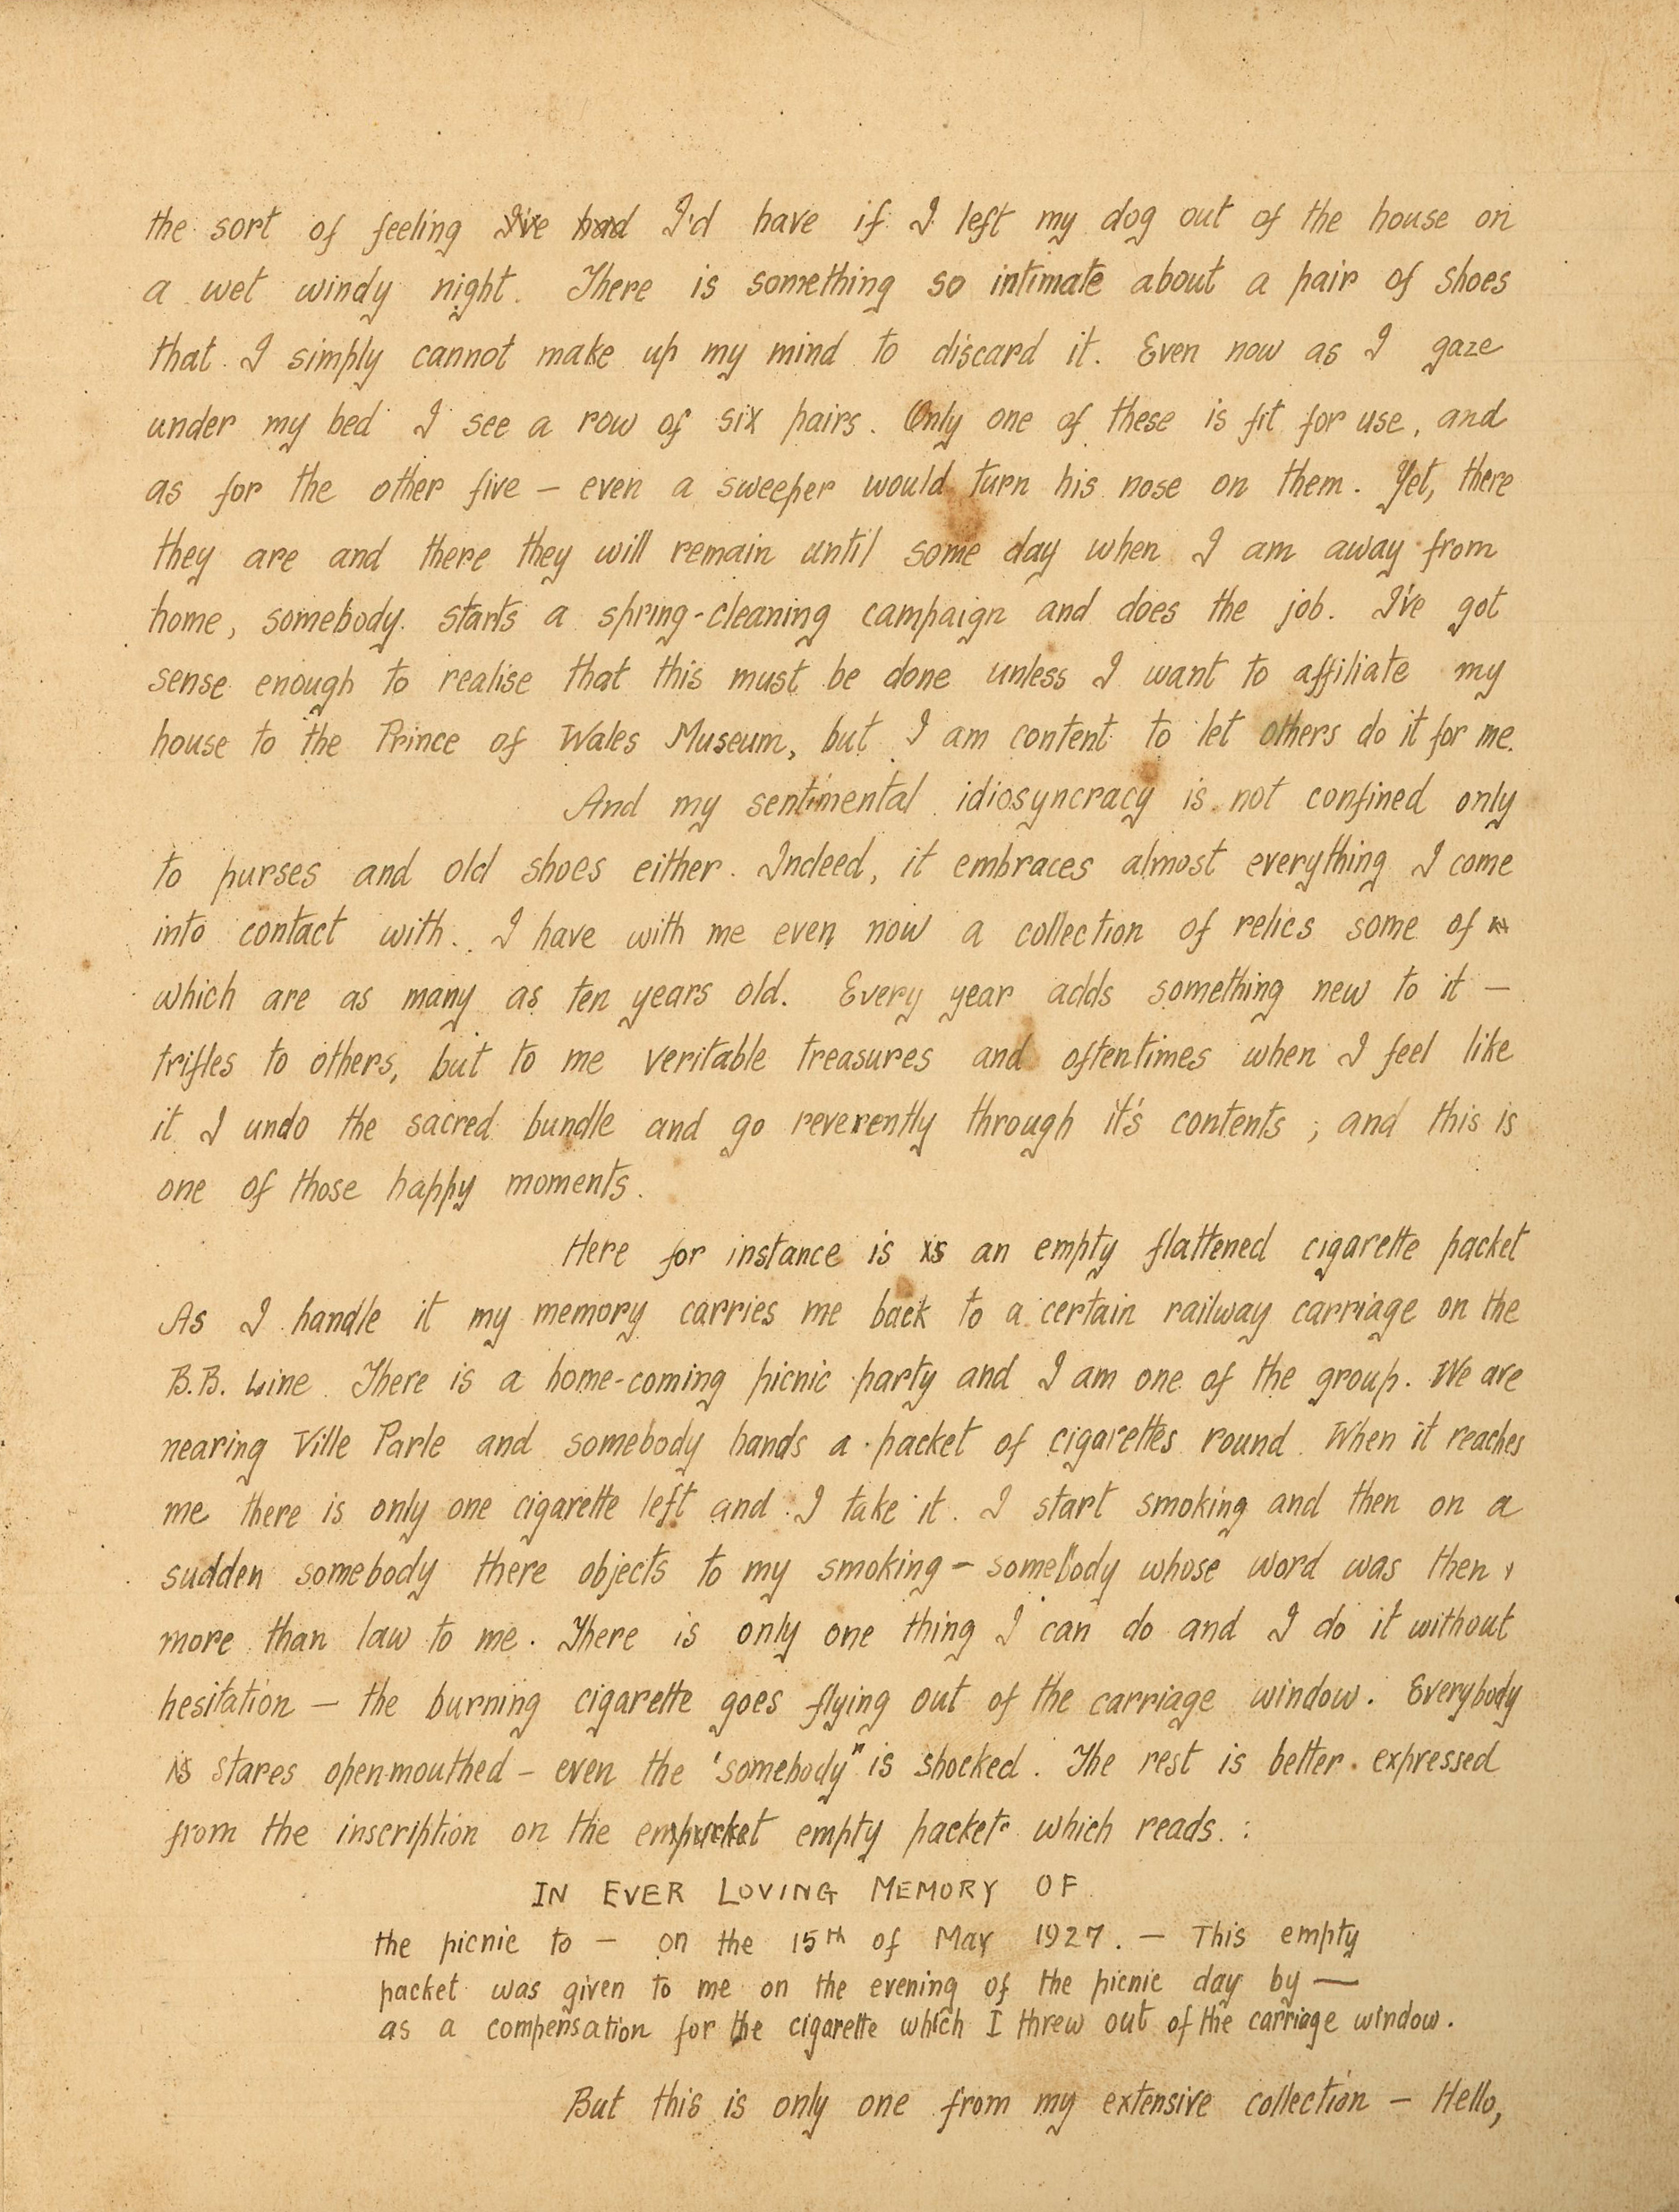 the sort of feeling I've had I'd have if I left my dog out of the house on
a wet windy night. There is something so intimate about a pair of shoes
that I simply cannot make up my mind to discard it. Even now as I gaze
under my bed I see a row of six pairs. Only one of these is fit for use, and
as for the other five – even a sweeper would turn his nose on them. Yet, there
they are and there they will remain until some day when I am away from
home, somebody starts a spring-cleaning campaign and does the job. I've got
sense enough to realise that this must be done unless I want to affiliate my
house to the Prince of Wales Museum, but I am content to let others do it for me.
And my sentimental idiosyncracy is not confined only
to purses and old shoes either. Indeed, it embraces almost everything I come
into contact with. I have with me even now a collection of relics some of
which are as many as ten years old. Every year adds something new to it –
trifles to others, but to me veritable treasures and oftentimes when I feel like
it I undo the sacred bundle and go reverently through it's contents ; and this is
one of those happy moments.
Here for instance is is an empty flattened cigarette packet
As I handle it my memory carries me back to a certain railway carriage on the
B.B. Line. There is a home-coming picnic party and I am one of the group. We are
nearing Ville Parle and somebody hands a packet of cigarettes round. When it reaches
me there is only one cigarette left and I take it. I start smoking and then on a
sudden somebody there objects to my smoking – somebody whose word was then
more than law to me. There is only one thing I can do and I do it without
hesitation – the burning cigarette goes flying out of the carriage window. Everybody
is stares open-mouthed – even the 'somebody" is shocked. The rest is better expressed
from the inscription on the empty packet which reads. :
IN EVER LOVING MEMORY OF
the picnic to – on the 15TH of May 1927. – This empty
packet was given to me on the evening of the picnic day by —
as a compensation for the cigarette which I threw out of the carriage window.
But this is only one from my extensive collection – Hello,